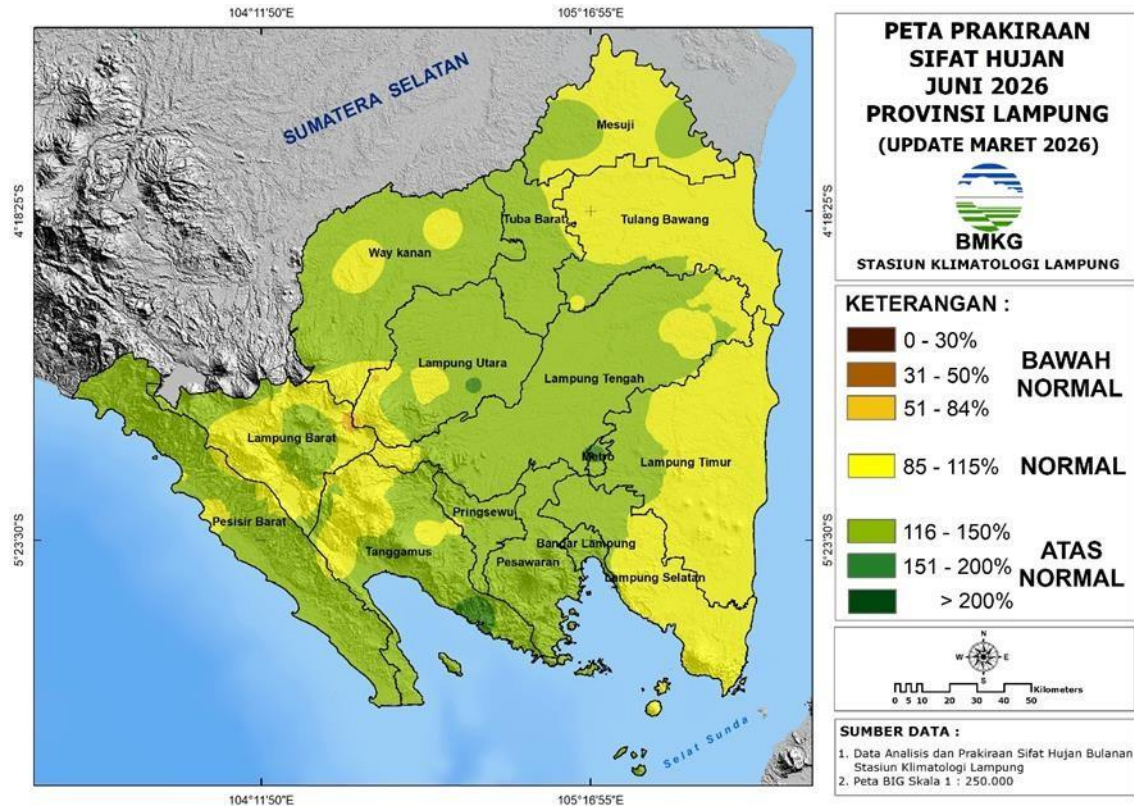 104°11'50"E
105°16'55"E
4°18'25"S
5°23'30"S
4°18'25"S
5°23'30"S
104°11'50"E
105°16'55"E
SUMATERA SELATAN
Mesuji
Tuba Barat
Tulang Bawang
Way kanan
Lampung Utara
Lampung Tengah
Lampung Barat
Metro
Lampung Timur
Pesisir Barat
Pringsewu
Tanggamus
Bandar Lampung
Pesawaran
Lampung Selatan
Selat Sunda
PETA PRAKIRAAN
SIFAT HUJAN
JUNI 2026
PROVINSI LAMPUNG
(UPDATE MARET 2026)
BMKG
STASIUN KLIMATOLOGI LAMPUNG
KETERANGAN :
0 - 30%
31 - 50%
51 - 84%
BAWAH
NORMAL
85 - 115%
NORMAL
116 - 150%
151 - 200%
> 200%
ATAS
NORMAL
N
W
E
S
Kilometers
0 5 10 20 30 40 50
SUMBER DATA :
1. Data Analisis dan Prakiraan Sifat Hujan Bulanan
Stasiun Klimatologi Lampung
2. Peta BIG Skala 1 : 250.000